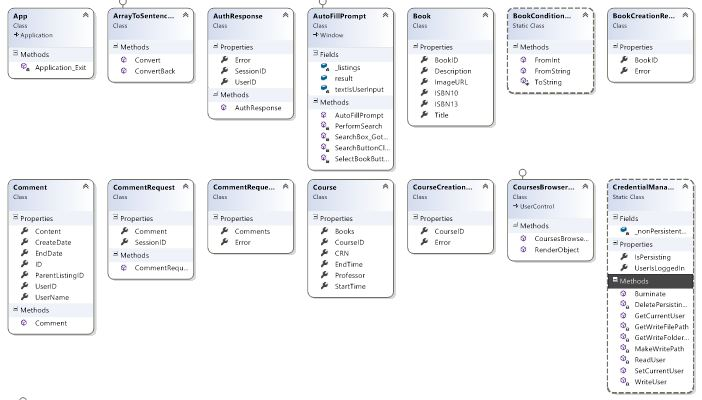 App
Class
Application
Methods
Application_Exit
ArrayToSentenc...
Class
Methods
Convert
ConvertBack
AuthResponse
Class
Properties
Error
SessionID
UserID
Methods
AuthResponse
AutoFillPrompt
Class
Window
Fields
_listings
result
textIsUserInput
Methods
AutoFillPrompt
PerformSearch
SearchBox_Got...
SearchButtonCl...
SelectBookButt...
Book
Class
Properties
BookID
Description
ImageURL
ISBN10
ISBN13
Title
BookCondition...
Static Class
Methods
FromInt
FromString
ToString
BookCreationRe...
Class
Properties
BookID
Error
Comment
Class
Properties
Content
CreateDate
EndDate
ID
ParentListingID
UserID
UserName
Methods
Comment
CommentRequest
Class
Properties
Comment
SessionID
Methods
CommentRequ...
CommentReque...
Class
Properties
Comments
Error
Course
Class
Properties
Books
CourseID
CRN
EndTime
Professor
StartTime
CourseCreation...
Class
Properties
CourseID
Error
CoursesBrowser...
Class
UserControl
Methods
CoursesBrowse...
RenderObject
CredentialMana...
Static Class
Fields
_nonPersistent...
Properties
IsPersisting
UserIsLoggedIn
Methods
Buminate
DeletePersistin...
GetCurrentUser
GetWriteFilePath
GetWriteFolder...
MakeWritePath
ReadUser
SetCurrentUser
WriteUser